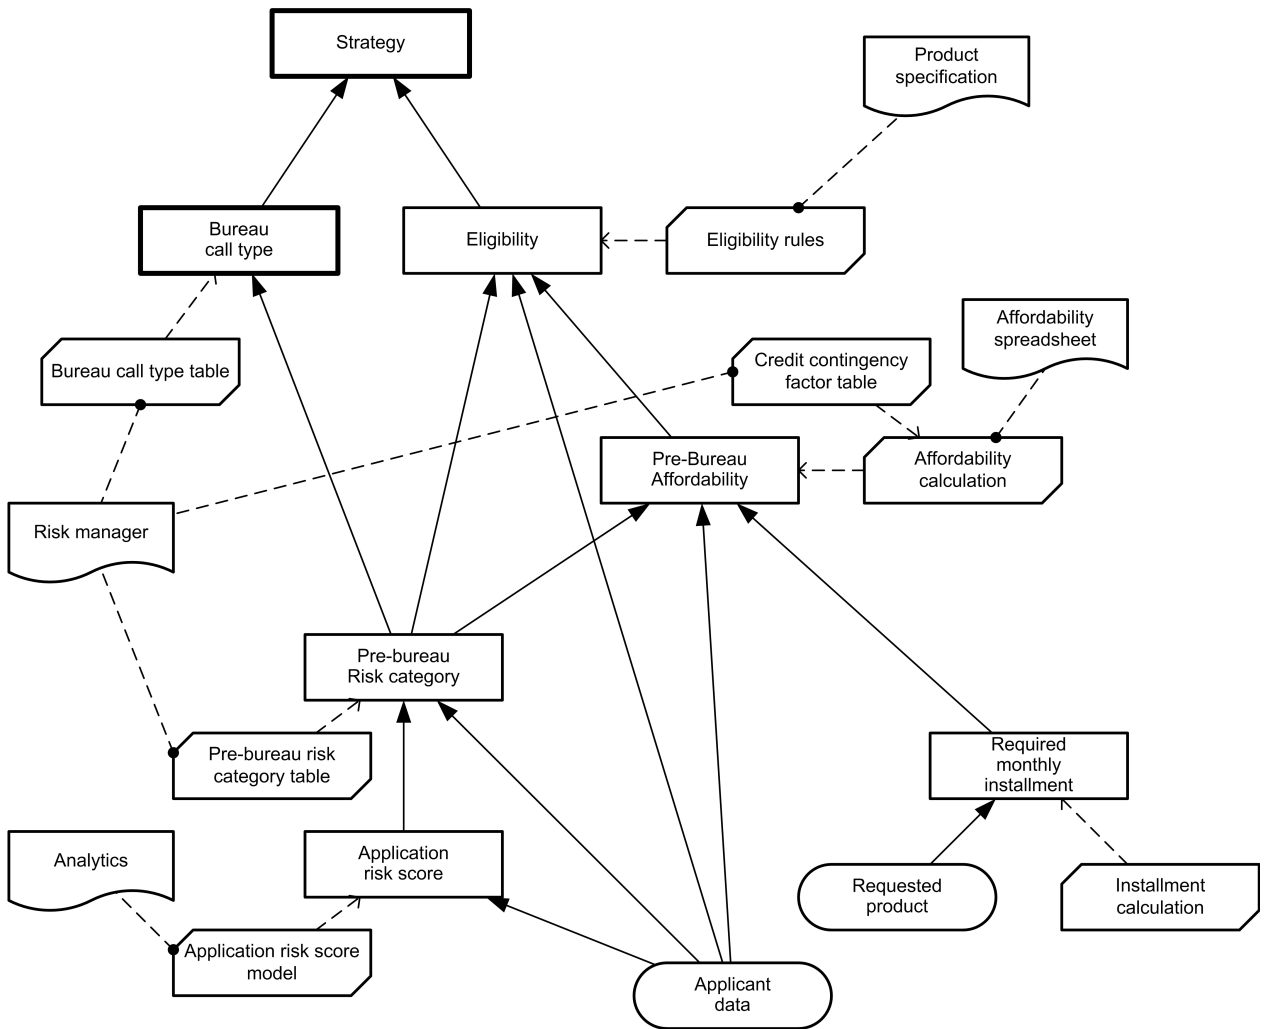 Strategy
Product
specification
Bureau
call type
Eligibility
Eligibility rules
Bureau call type table
Credit contingency
factor table
Affordability
spreadsheet
Pre-Bureau
Affordability
Affordability
calculation
Risk manager
Pre-bureau
Risk category
Pre-bureau risk
category table
Required
monthly
installment
Analytics
Application
risk score
Requested
product
Installment
calculation
Application risk score
model
Applicant
data